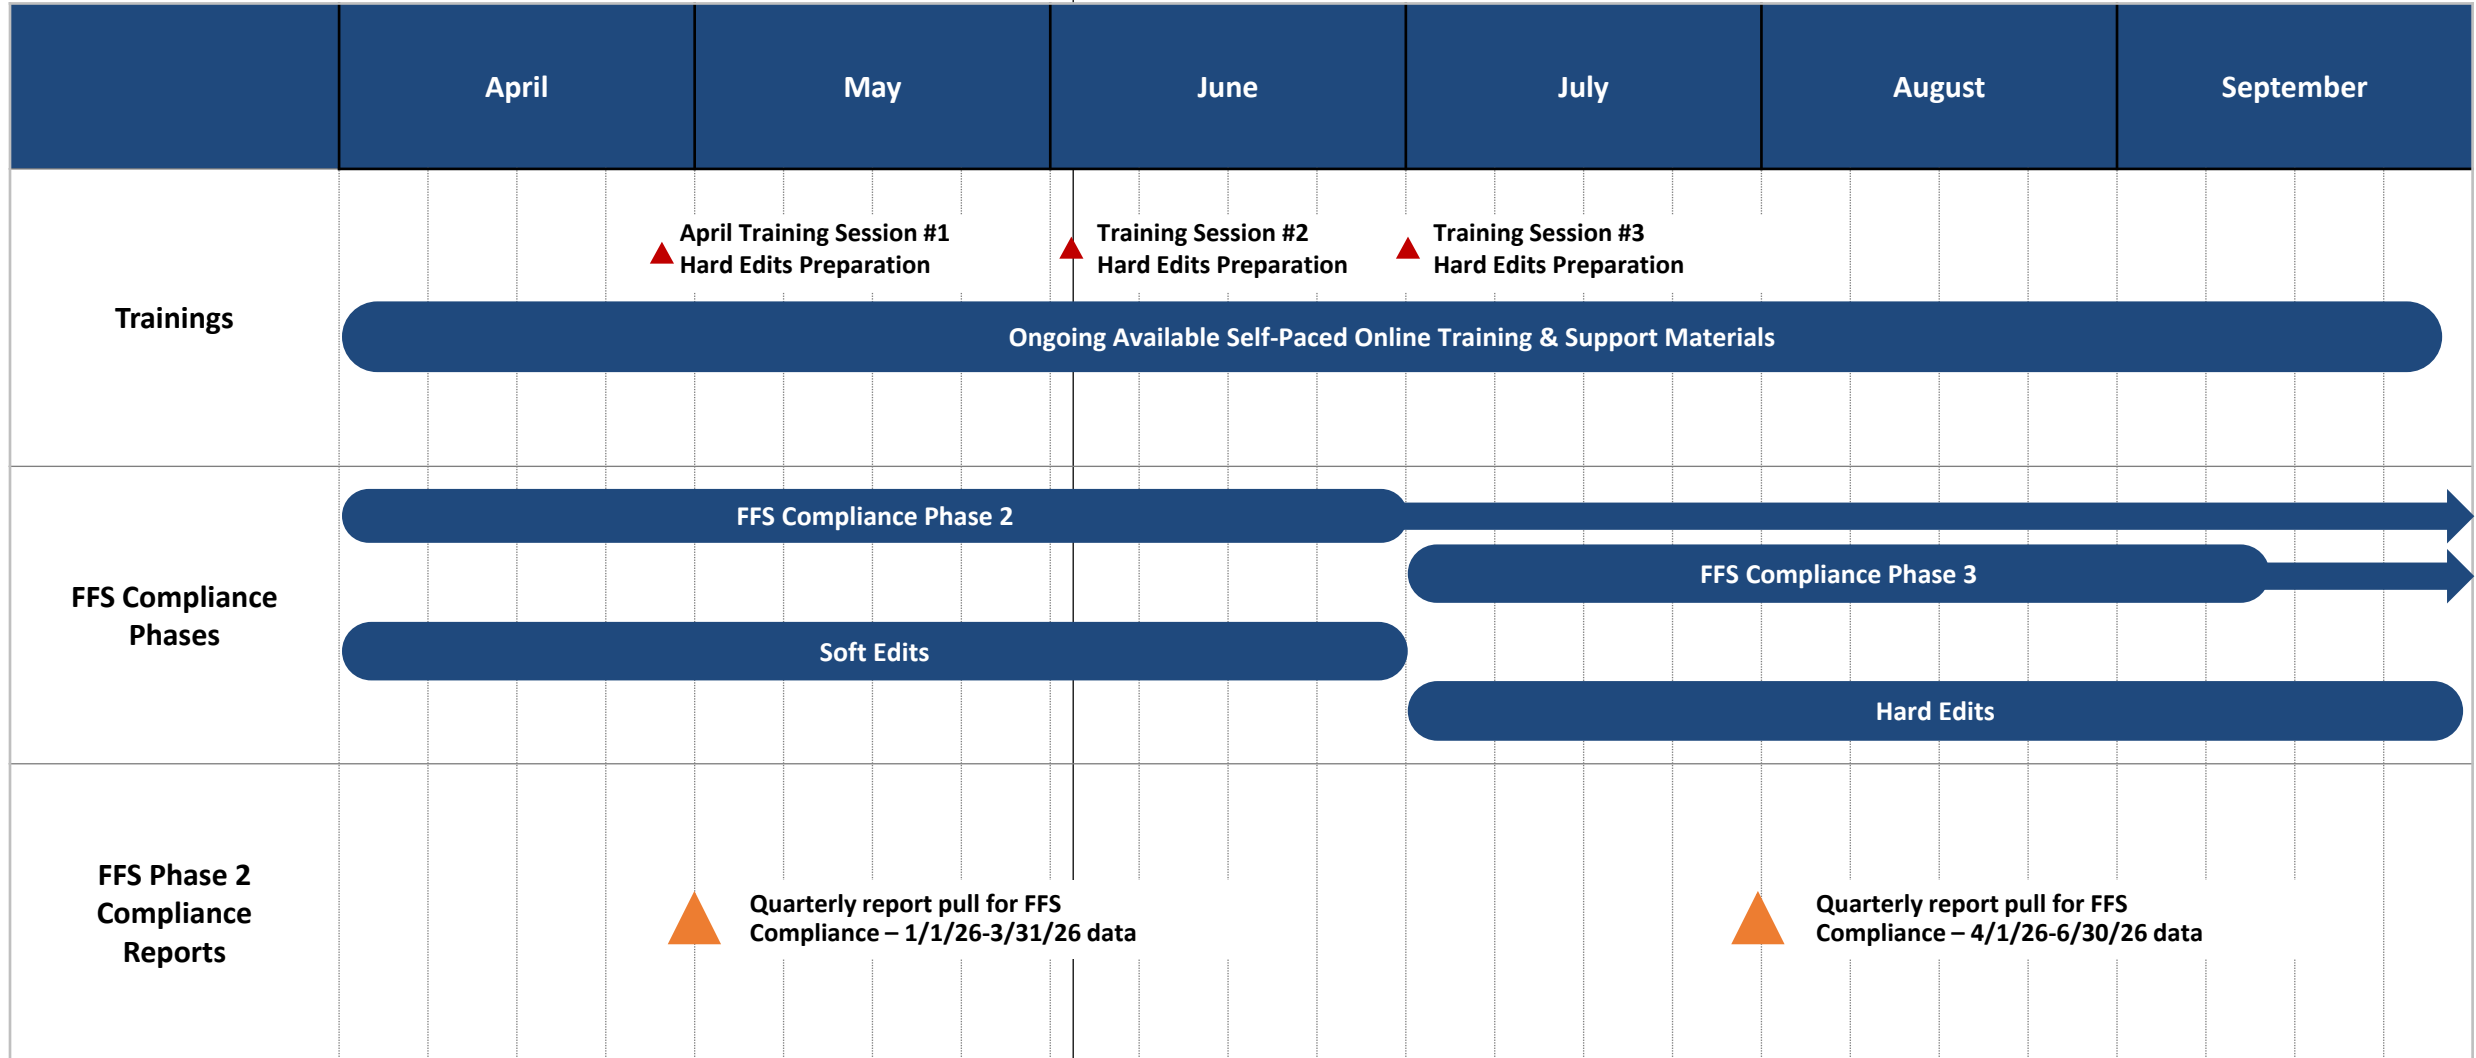 April
May
June
July
August
September
Trainings
April Training Session #1
Hard Edits Preparation
Training Session #2
Hard Edits Preparation
Training Session #3
Hard Edits Preparation
Ongoing Available Self-Paced Online Training & Support Materials
FFS Compliance
Phases
FFS Compliance Phase 2
FFS Compliance Phase 3
Soft Edits
Hard Edits
FFS Phase 2
Compliance
Reports
Quarterly report pull for FFS
Compliance – 1/1/26-3/31/26 data
Quarterly report pull for FFS
Compliance – 4/1/26-6/30/26 data